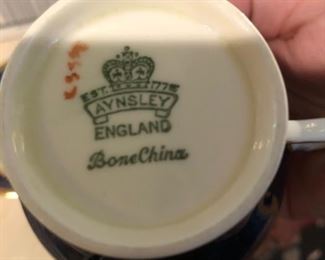 EST. 1775
AYNSLEY
ENGLAND
Bone China